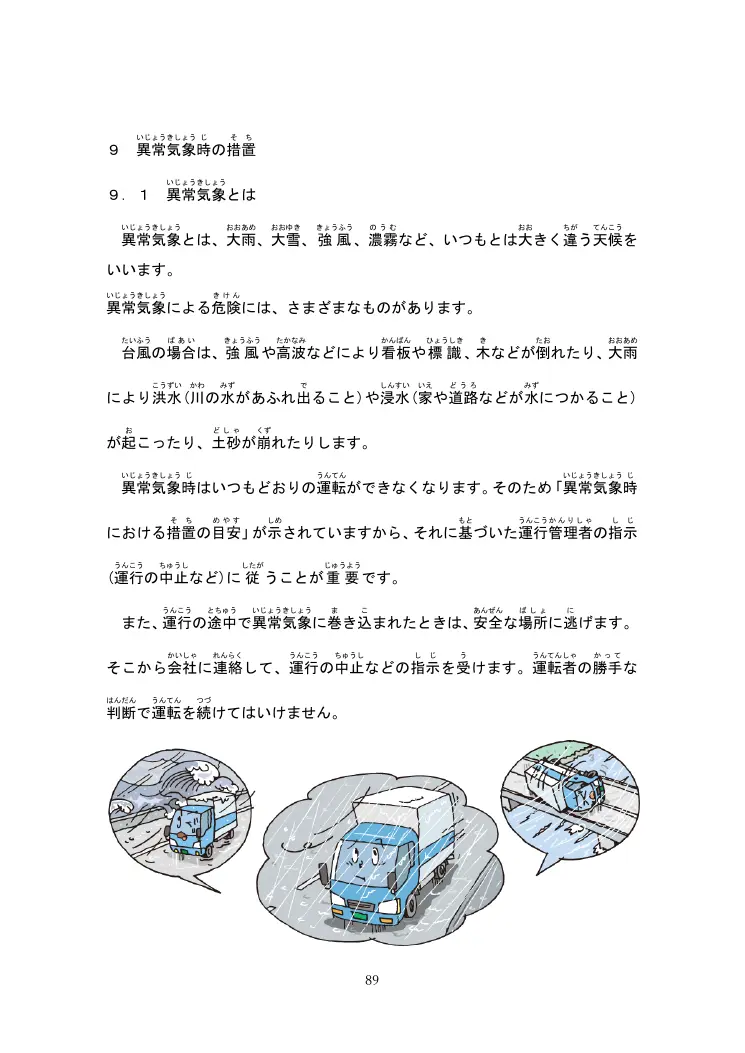 ９　異常気象時の措置
９．１　異常気象とは
異常気象とは、大雨、大雪、強風、濃霧など、いつもとは大きく違う天候を
いいます。
異常気象による危険には、さまざまなものがあります。
台風の場合は、強風や高波などにより看板や標識、木などが倒れたり、大雨
により洪水（川の水があふれ出ること）や浸水（家や道路などが水につかること）
が起こったり、土砂が崩れたりします。
異常気象時はいつもどおりの運転ができなくなります。そのため「異常気象時
における措置の目安」が示されていますから、それに基づいた運行管理者の指示
（運行の中止など）に従うことが重要です。
また、運行の途中で異常気象に巻き込まれたときは、安全な場所に逃げます。
そこから会社に連絡して、運行の中止などの指示を受けます。運転者の勝手な
判断で運転を続けてはいけません。
89